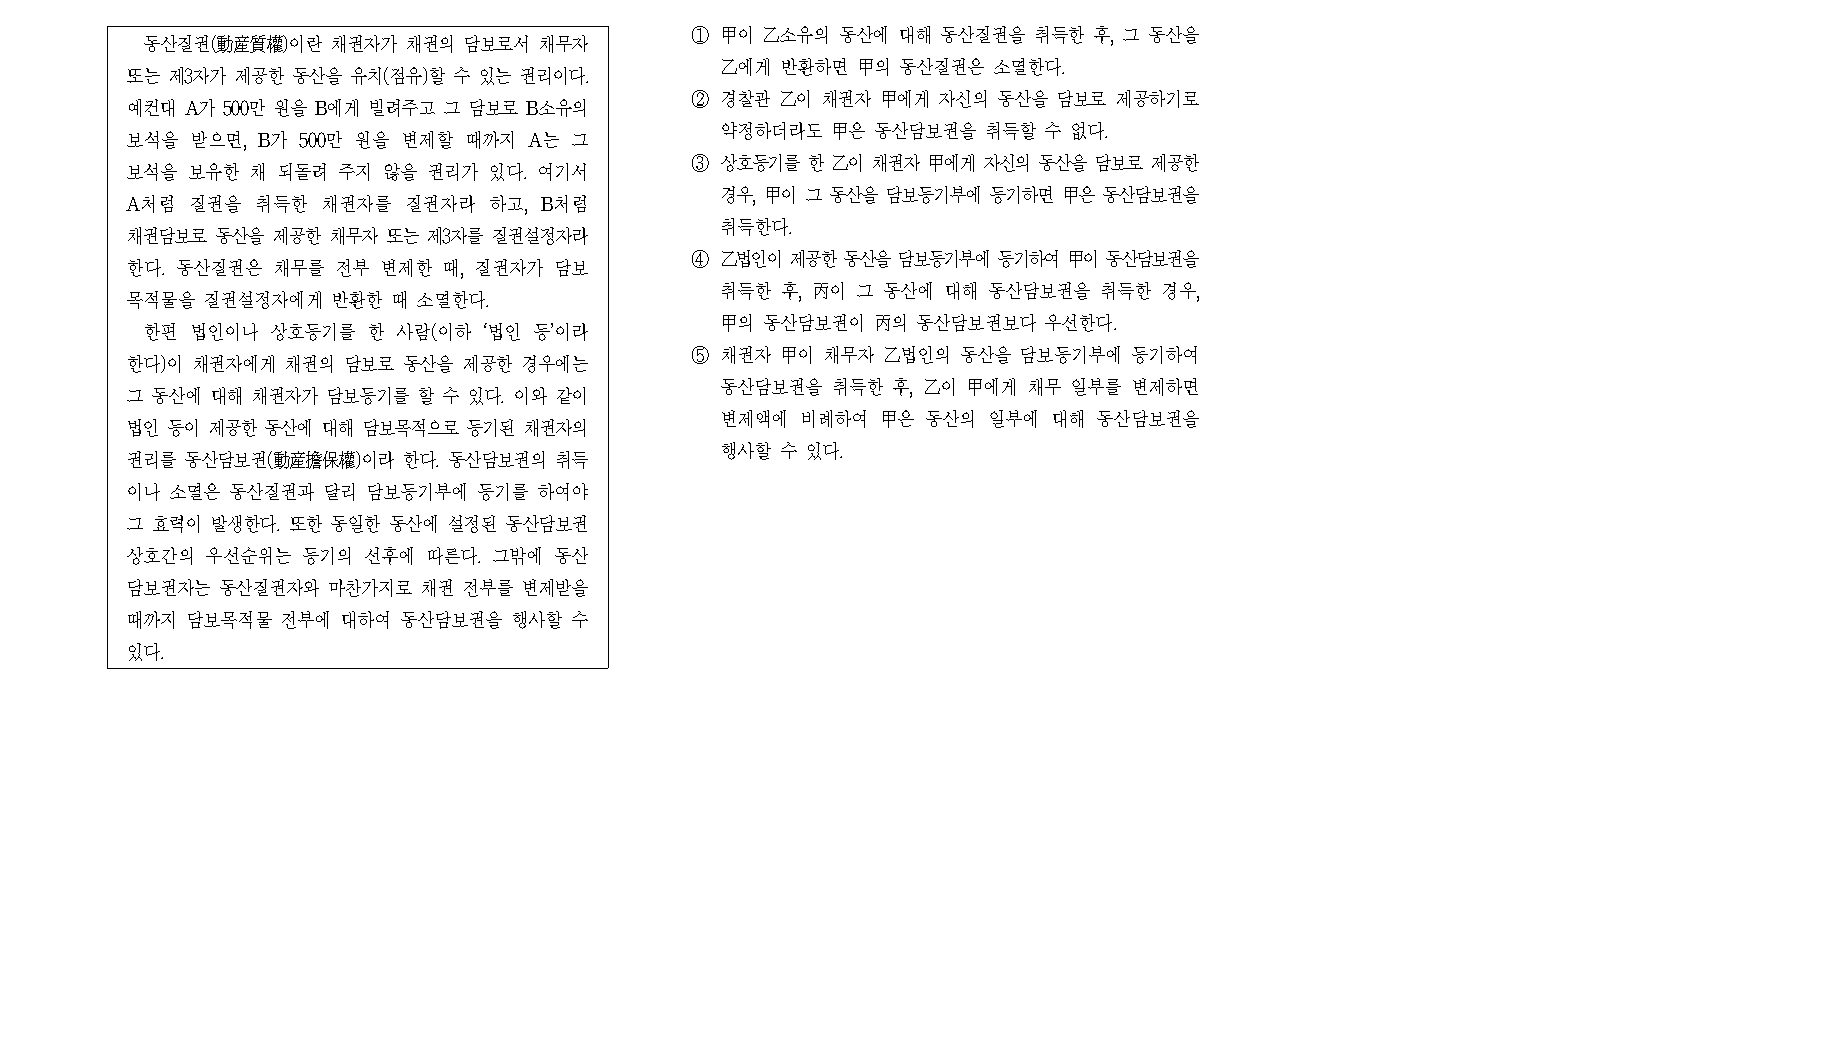 동산질권(動産質權)이란 채권자가 채권의 담보로서 채무자
또는 제3자가 제공한 동산을 유치(점유)할 수 있는 권리이다.
예컨대 A가 500만 원을 B에게 빌려주고 그 담보로 B소유의
보석을 받으면, B가 500만 원을 변제할 때까지 A는 그
보석을 보유한 채 되돌려 주지 않을 권리가 있다. 여기서
A처럼 질권을 취득한 채권자를 질권자라 하고, B처럼
채권담보로 동산을 제공한 채무자 또는 제3자를 질권설정자라
한다. 동산질권은 채무를 전부 변제한 때, 질권자가 담보
목적물을 질권설정자에게 반환한 때 소멸한다.
한편 법인이나 상호등기를 한 사람(이하 ‘법인 등’이라
한다)이 채권자에게 채권의 담보로 동산을 제공한 경우에는
그 동산에 대해 채권자가 담보등기를 할 수 있다. 이와 같이
법인 등이 제공한 동산에 대해 담보목적으로 등기된 채권자의
권리를 동산담보권(動産擔保權)이라 한다. 동산담보권의 취득
이나 소멸은 동산질권과 달리 담보등기부에 등기를 하여야
그 효력이 발생한다. 또한 동일한 동산에 설정된 동산담보권
상호간의 우선순위는 등기의 선후에 따른다. 그밖에 동산
담보권자는 동산질권자와 마찬가지로 채권 전부를 변제받을
때까지 담보목적물 전부에 대하여 동산담보권을 행사할 수
있다.
① 甲이 乙소유의 동산에 대해 동산질권을 취득한 후, 그 동산을
乙에게 반환하면 甲의 동산질권은 소멸한다.
② 경찰관 乙이 채권자 甲에게 자신의 동산을 담보로 제공하기로
약정하더라도 甲은 동산담보권을 취득할 수 없다.
③ 상호등기를 한 乙이 채권자 甲에게 자신의 동산을 담보로 제공한
경우, 甲이 그 동산을 담보등기부에 등기하면 甲은 동산담보권을
취득한다.
④ 乙법인이 제공한 동산을 담보등기부에 등기하여 甲이 동산담보권을
취득한 후, 丙이 그 동산에 대해 동산담보권을 취득한 경우,
甲의 동산담보권이 丙의 동산담보권보다 우선한다.
⑤ 채권자 甲이 채무자 乙법인의 동산을 담보등기부에 등기하여
동산담보권을 취득한 후, 乙이 甲에게 채무 일부를 변제하면
변제액에 비례하여 甲은 동산의 일부에 대해 동산담보권을
행사할 수 있다.